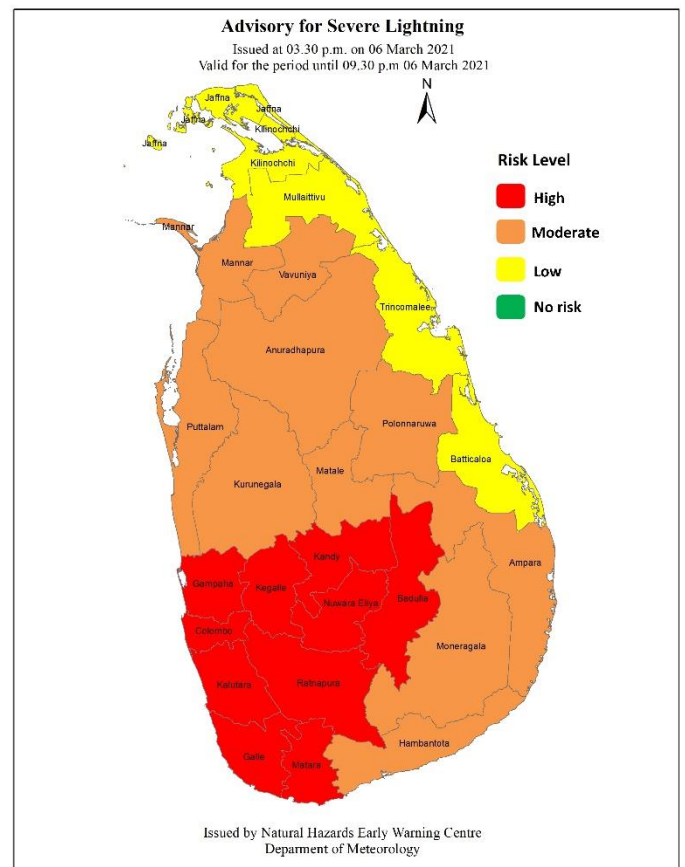 Advisory for Severe Lightning
Issued at 03.30 p.m. on 06 March 2021
Valid for the period until 09.30 p.m 06 March 2021
N
Jaffna
Jaffna
Jaffna
Kilinochchi
Jaffna
Kilinochchi
Risk Level
High
Mullaittivu
Mannar
Moderate
Mannar
Vavuniya
Low
Trincomalee
No risk
Anuradhapura
Polonnaruwa
Puttalam
Batticaloa
Matale
Kurunegala
Kandy
Ampara
Gampaha
Kegalle
Nuwara Eliya
Badulla
Colombo
Moneragala
Kalutara
Ratnapura
Hambantota
Galle
Matara
Issued by Natural Hazards Early Warning Centre
Deparment of Meteorology